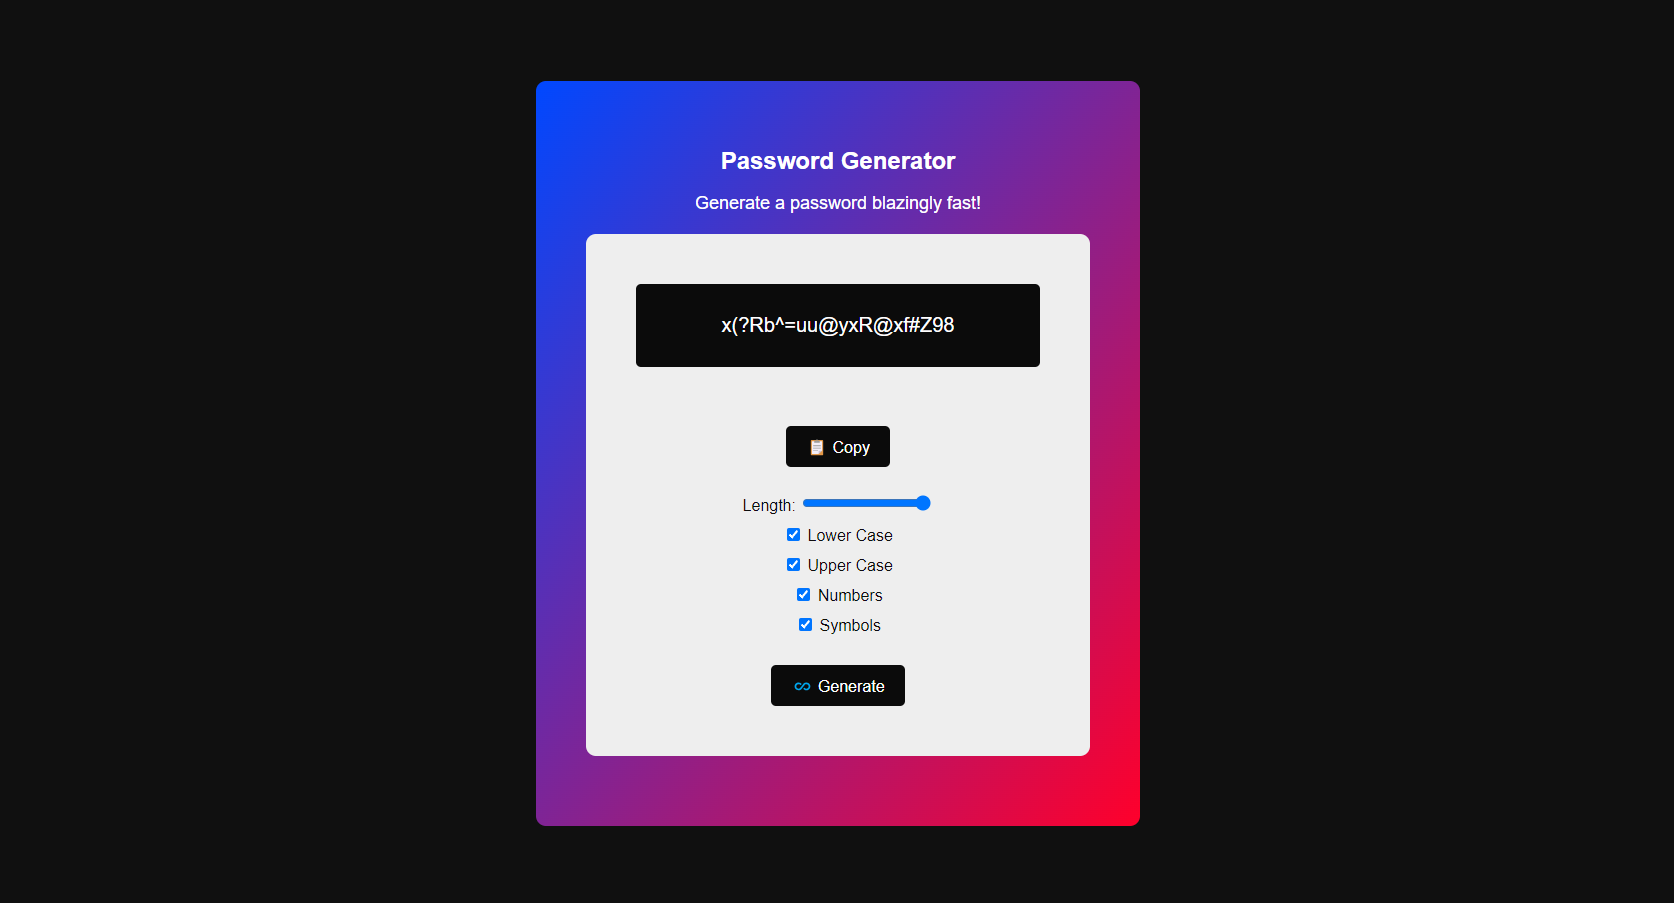 Password Generator
Generate a password blazingly fast!
x(?Rb^=uu@yxR@xf#Z98
📋 Copy
Length:
Lower Case
Upper Case
Numbers
Symbols
∞ Generate